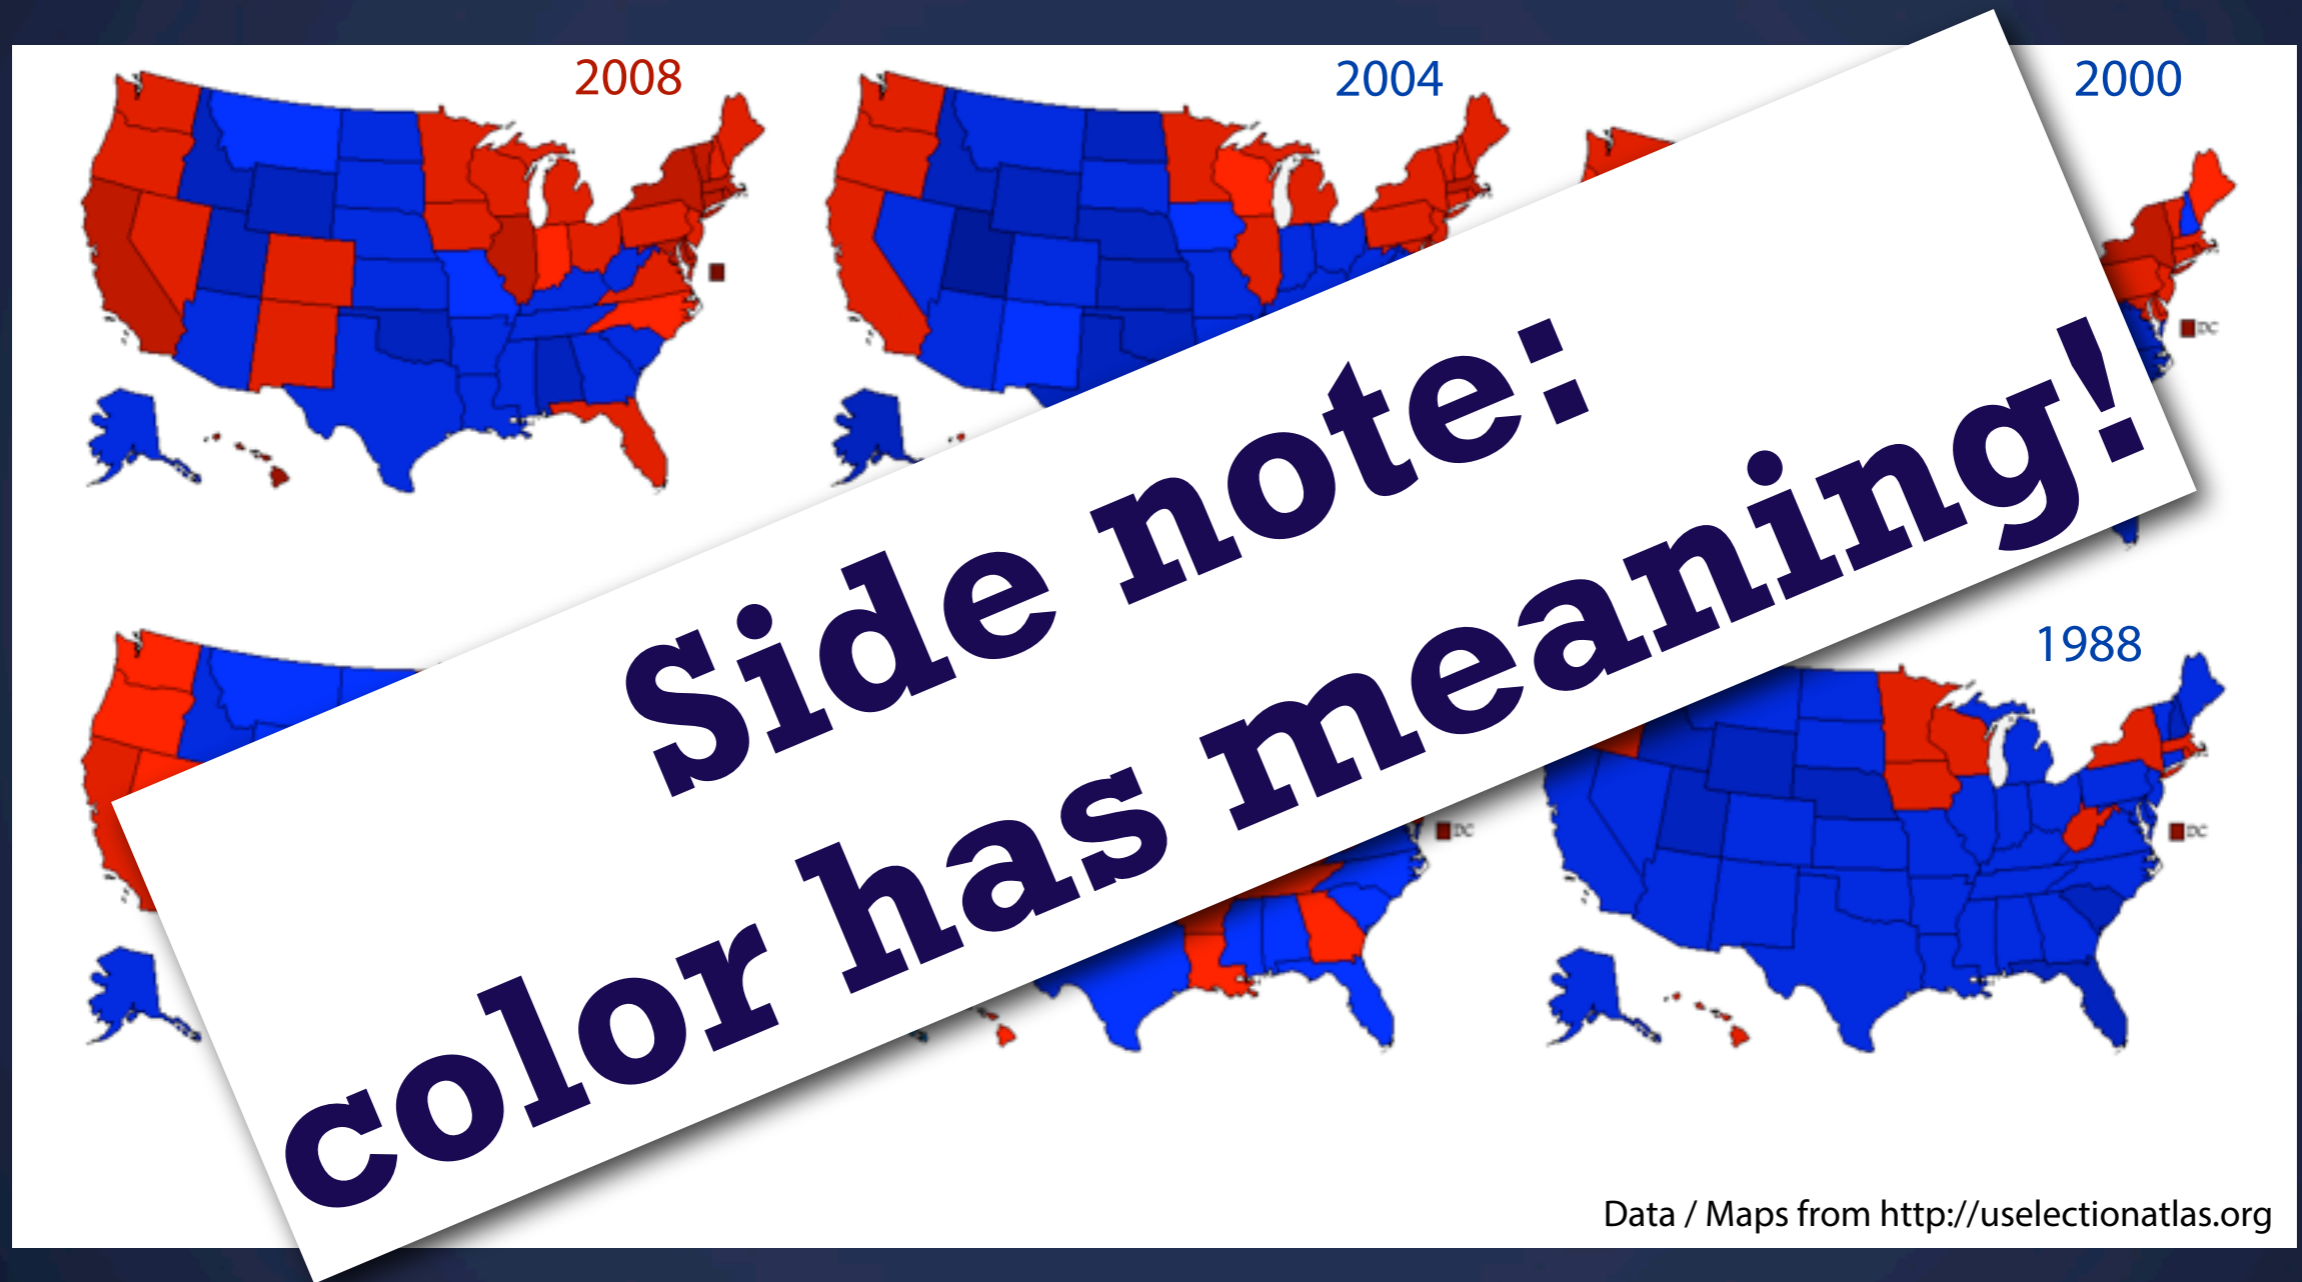 2008
2004
2000
DC
Side note:
color has meaning!
1988
DC
DC
Data / Maps from http://uselectionatlas.org